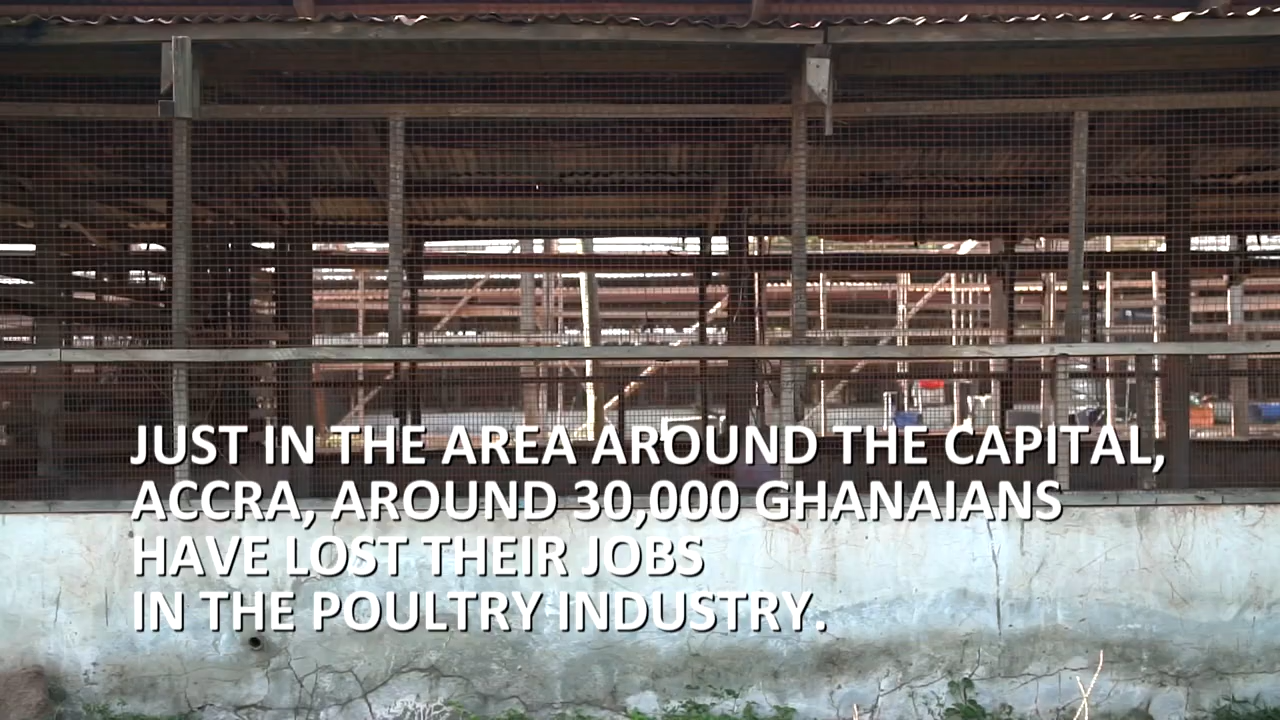 JUST IN THE AREA AROUND THE CAPITAL,
ACCRA, AROUND 30,000 GHANAIANS
HAVE LOST THEIR JOBS
IN THE POULTRY INDUSTRY.